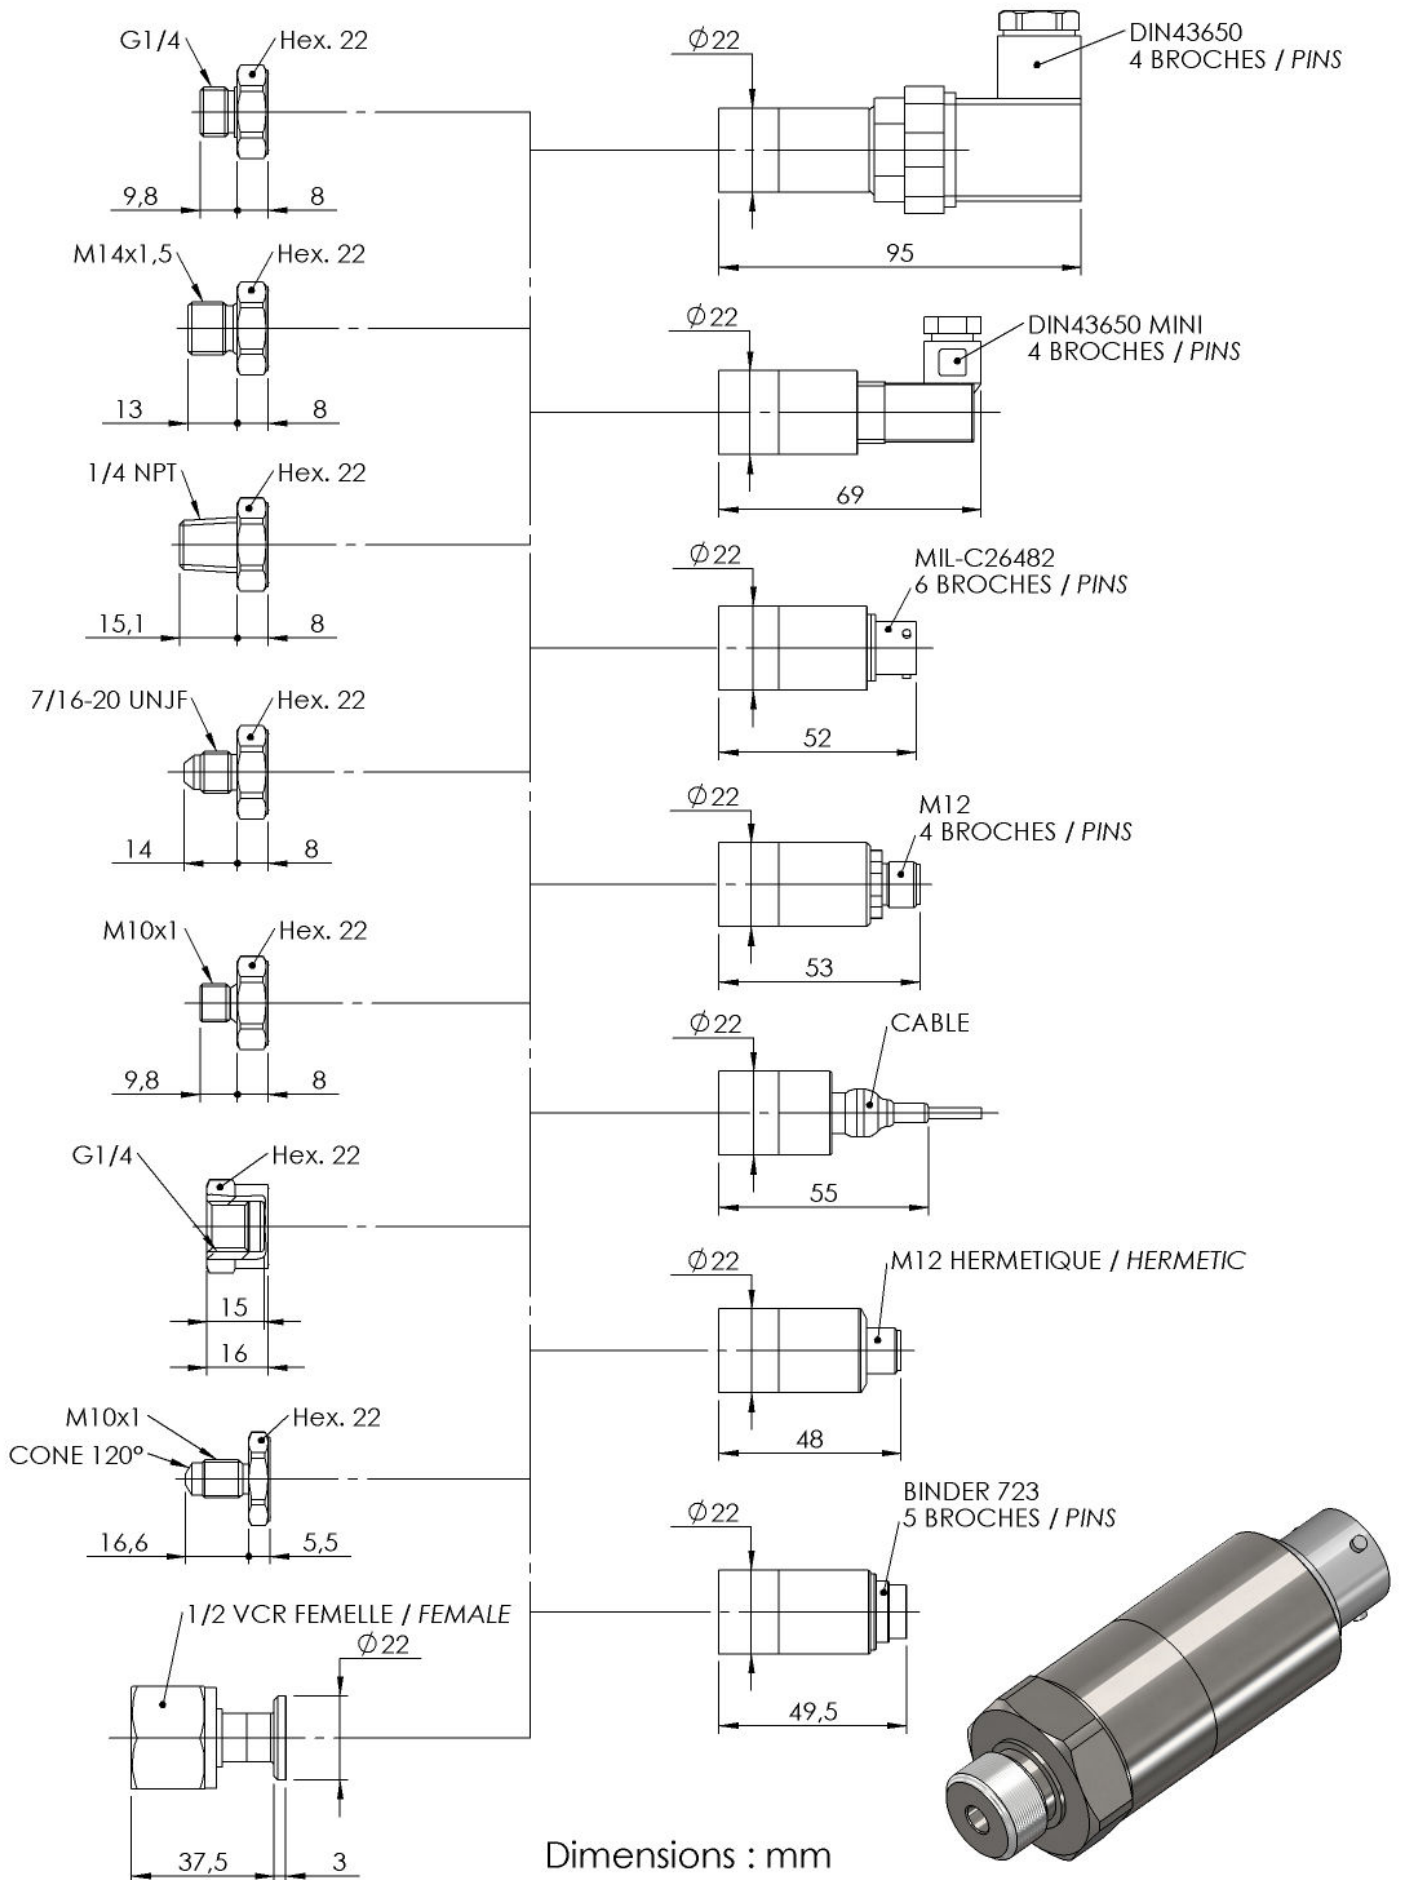 G1/4
Hex. 22
9,8
8
M14x1,5
Hex. 22
13
8
1/4 NPT
Hex. 22
15,1
8
7/16-20 UNJF
Hex. 22
14
8
M10x1
Hex. 22
9,8
8
G1/4
Hex. 22
15
16
M10x1
Hex. 22
CONE 120°
16,6
5,5
1/2 VCR FEMELLE / FEMALE
Ø22
37,5
3
Ø22
DIN43650
4 BROCHES / PINS
95
Ø22
DIN43650 MINI
4 BROCHES / PINS
69
Ø22
MIL-C26482
6 BROCHES / PINS
52
Ø22
M12
4 BROCHES / PINS
53
Ø22
CABLE
55
Ø22
M12 HERMETIQUE / HERMETIC
48
Ø22
BINDER 723
5 BROCHES / PINS
49,5
Dimensions : mm